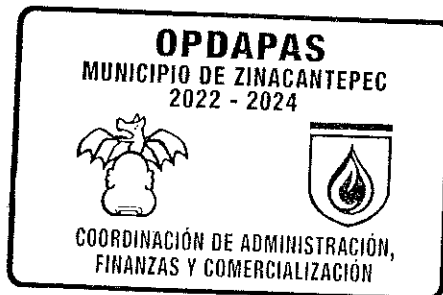 OPDAPAS
MUNICIPIO DE ZINACANTEPEC
2022 - 2024
COORDINACIÓN DE ADMINISTRACIÓN,
FINANZAS Y COMERCIALIZACIÓN